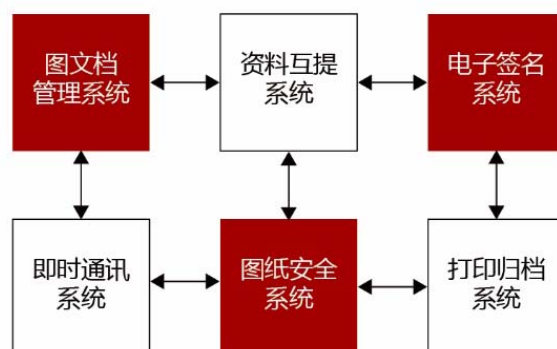 图文档
管理系统
资料互提
系统
电子签名
系统
即时通讯
系统
图纸安全
系统
打印归档
系统